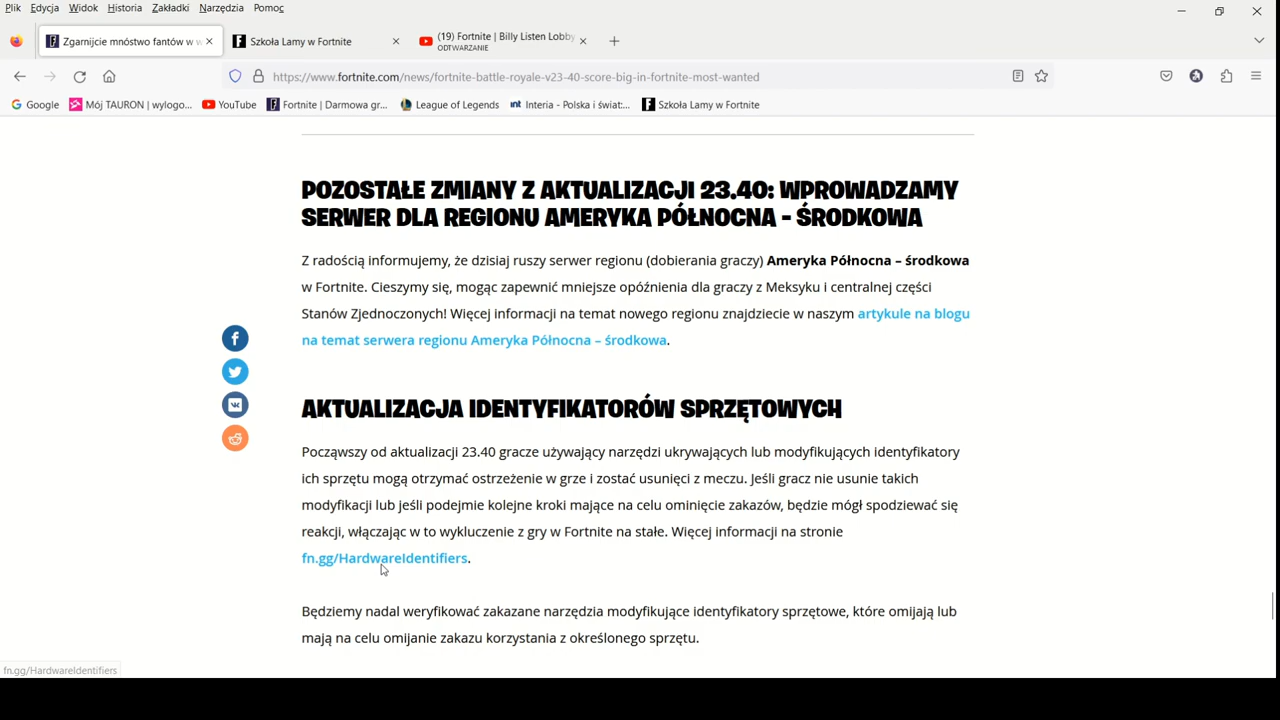 Plik Edycja Widok Historia Zakładki Narzędzia Pomoc
Zgarnijcie mnóstwo fantów w w
Szkoła Lamy w Fortnite
(19) Fortnite | Billy Listen Lobby
ODTWARZANIE
https://www.fortnite.com/news/fortnite-battle-royale-v23-40-score-big-in-fortnite-most-wanted
Google Mój TAURON | wylogo... YouTube Fortnite | Darmowa gr... League of Legends int Interia - Polska i świat:... Szkoła Lamy w Fortnite
POZOSTAŁE ZMIANY Z AKTUALIZACJI 23.40: WPROWADZAMY
SERWER DLA REGIONU AMERYKA PÓŁNOCNA - ŚRODKOWA
Z radością informujemy, że dzisiaj ruszy serwer regionu (dobierania graczy) Ameryka Północna – środkowa
w Fortnite. Cieszymy się, mogąc zapewnić mniejsze opóźnienia dla graczy z Meksyku i centralnej części
Stanów Zjednoczonych! Więcej informacji na temat nowego regionu znajdziecie w naszym artykule na blogu
na temat serwera regionu Ameryka Północna – środkowa.
AKTUALIZACJA IDENTYFIKATORÓW SPRZĘTOWYCH
Począwszy od aktualizacji 23.40 gracze używający narzędzi ukrywających lub modyfikujących identyfikatory
ich sprzętu mogą otrzymać ostrzeżenie w grze i zostać usunięci z meczu. Jeśli gracz nie usunie takich
modyfikacji lub jeśli podejmie kolejne kroki mające na celu ominięcie zakazów, będzie mógł spodziewać się
reakcji, włączając w to wykluczenie z gry w Fortnite na stałe. Więcej informacji na stronie
fn.gg/HardwareIdentifiers.
Będziemy nadal weryfikować zakazane narzędzia modyfikujące identyfikatory sprzętowe, które omijają lub
mają na celu omijanie zakazu korzystania z określonego sprzętu.
fn.gg/HardwareIdentifiers